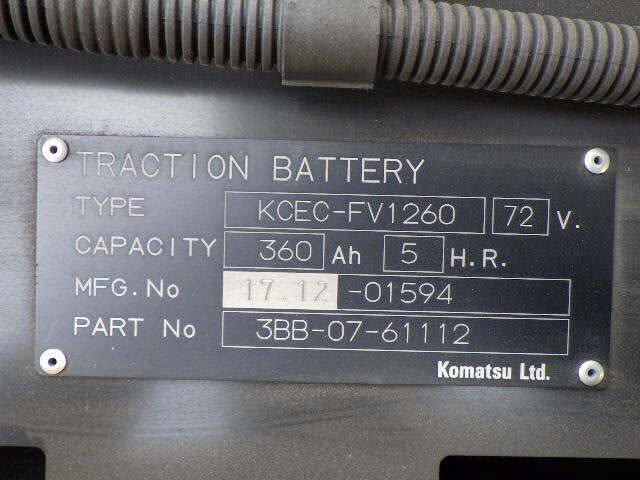 TRACTION BATTERY
TYPE KCEC-FV1260 72 V.
CAPACITY 360 Ah 5 H.R.
MFG.No 17.12 -01594
PART No 3BB-07-61112
Komatsu Ltd.